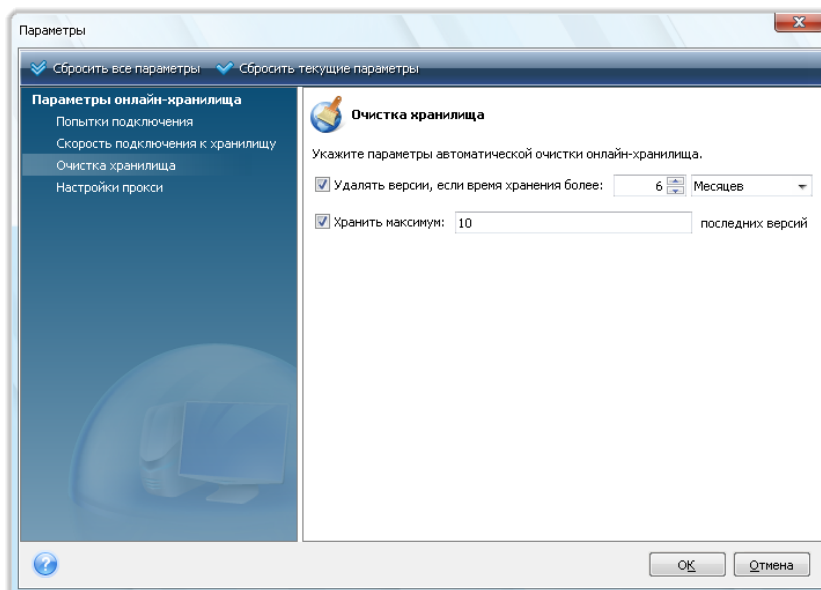 Параметры
Сбросить все параметры Сбросить текущие параметры
Параметры онлайн-хранилища
Попытки подключения
Скорость подключения к хранилищу
Очистка хранилища
Настройки прокси
Очистка хранилища
Укажите параметры автоматической очистки онлайн-хранилища.
Удалять версии, если время хранения более: 6 Месяцев
Хранить максимум: 10 последних версий
ОК Отмена